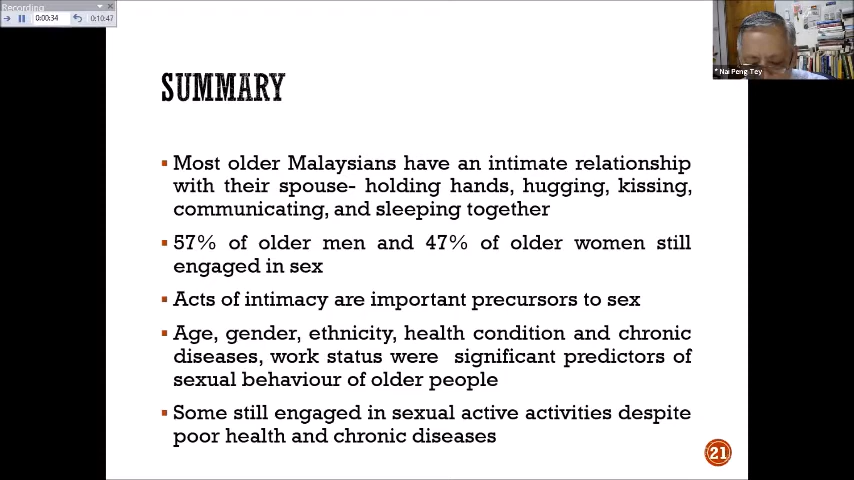 Recording
0:00:34
0:10:47
* Nai Peng Tey
SUMMARY
Most older Malaysians have an intimate relationship
with their spouse- holding hands, hugging, kissing,
communicating, and sleeping together
57% of older men and 47% of older women still
engaged in sex
Acts of intimacy are important precursors to sex
Age, gender, ethnicity, health condition and chronic
diseases, work status were significant predictors of
sexual behaviour of older people
Some still engaged in sexual active activities despite
poor health and chronic diseases
21